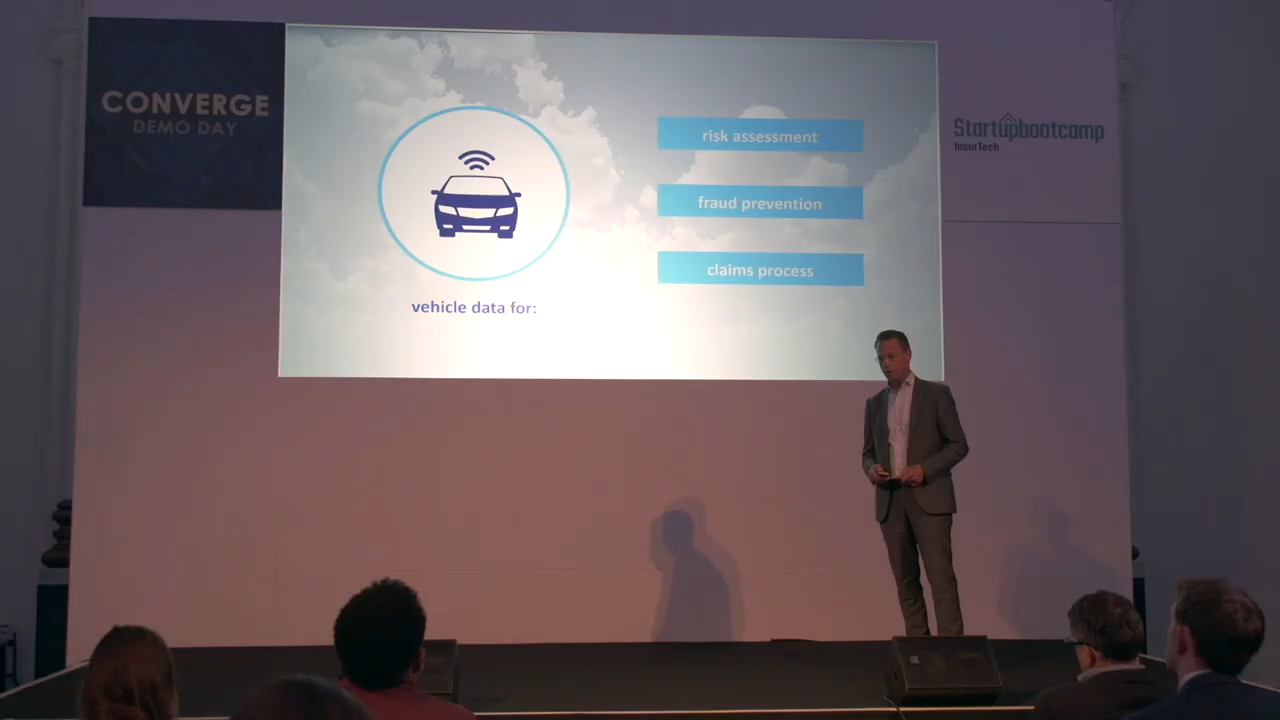 CONVERGE
DEMO DAY
risk assessment
fraud prevention
claims process
vehicle data for:
Startupbootcamp
InsurTech